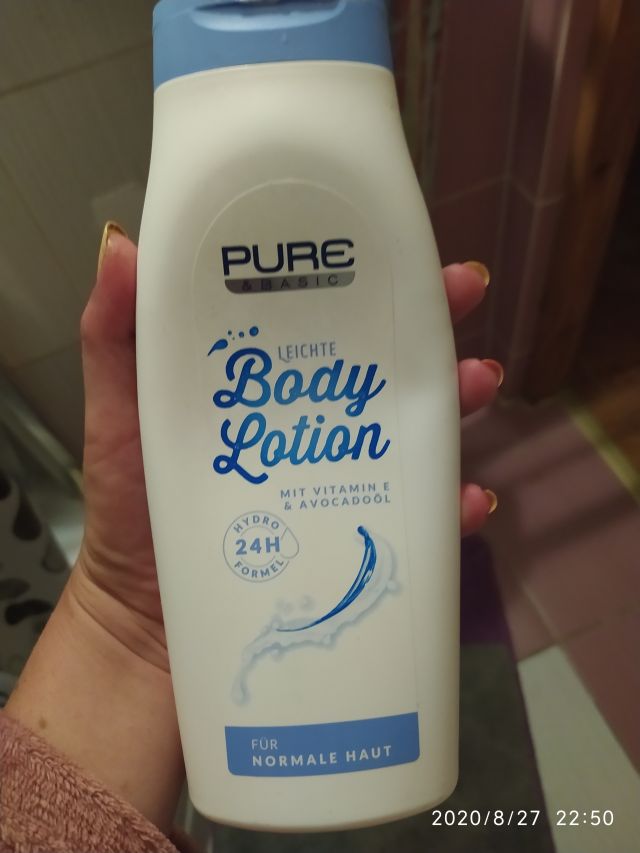 PURE
& BASIC
LEICHTE
Body
Lotion
MIT VITAMIN E
& AVOCADOÖL
HYDRO
24H
FORMEL
FÜR
NORMALE HAUT
2020/8/27 22:50